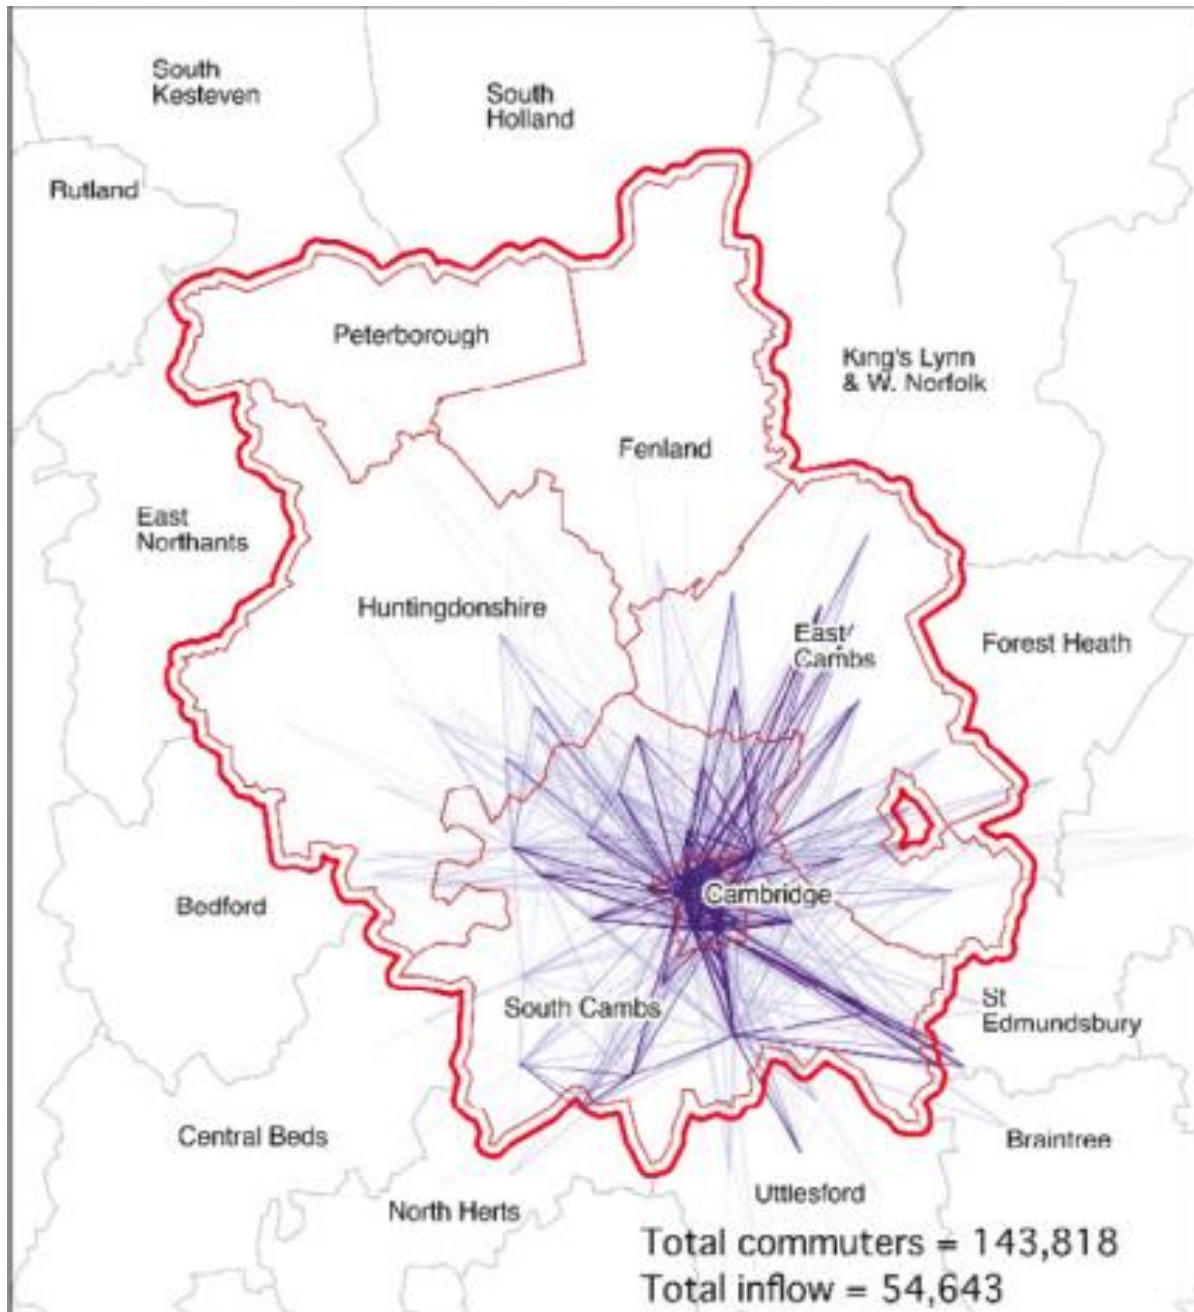 South
Kesteven
South
Holland
Rutland
Peterborough
King's Lynn
& W. Norfolk
Fenland
East
Northants
Huntingdonshire
East
Cambs
Forest Heath
Cambridge
Bedford
South Cambs
St
Edmundsbury
Central Beds
Braintree
Uttlesford
North Herts
Total commuters = 143,818
Total inflow = 54,643